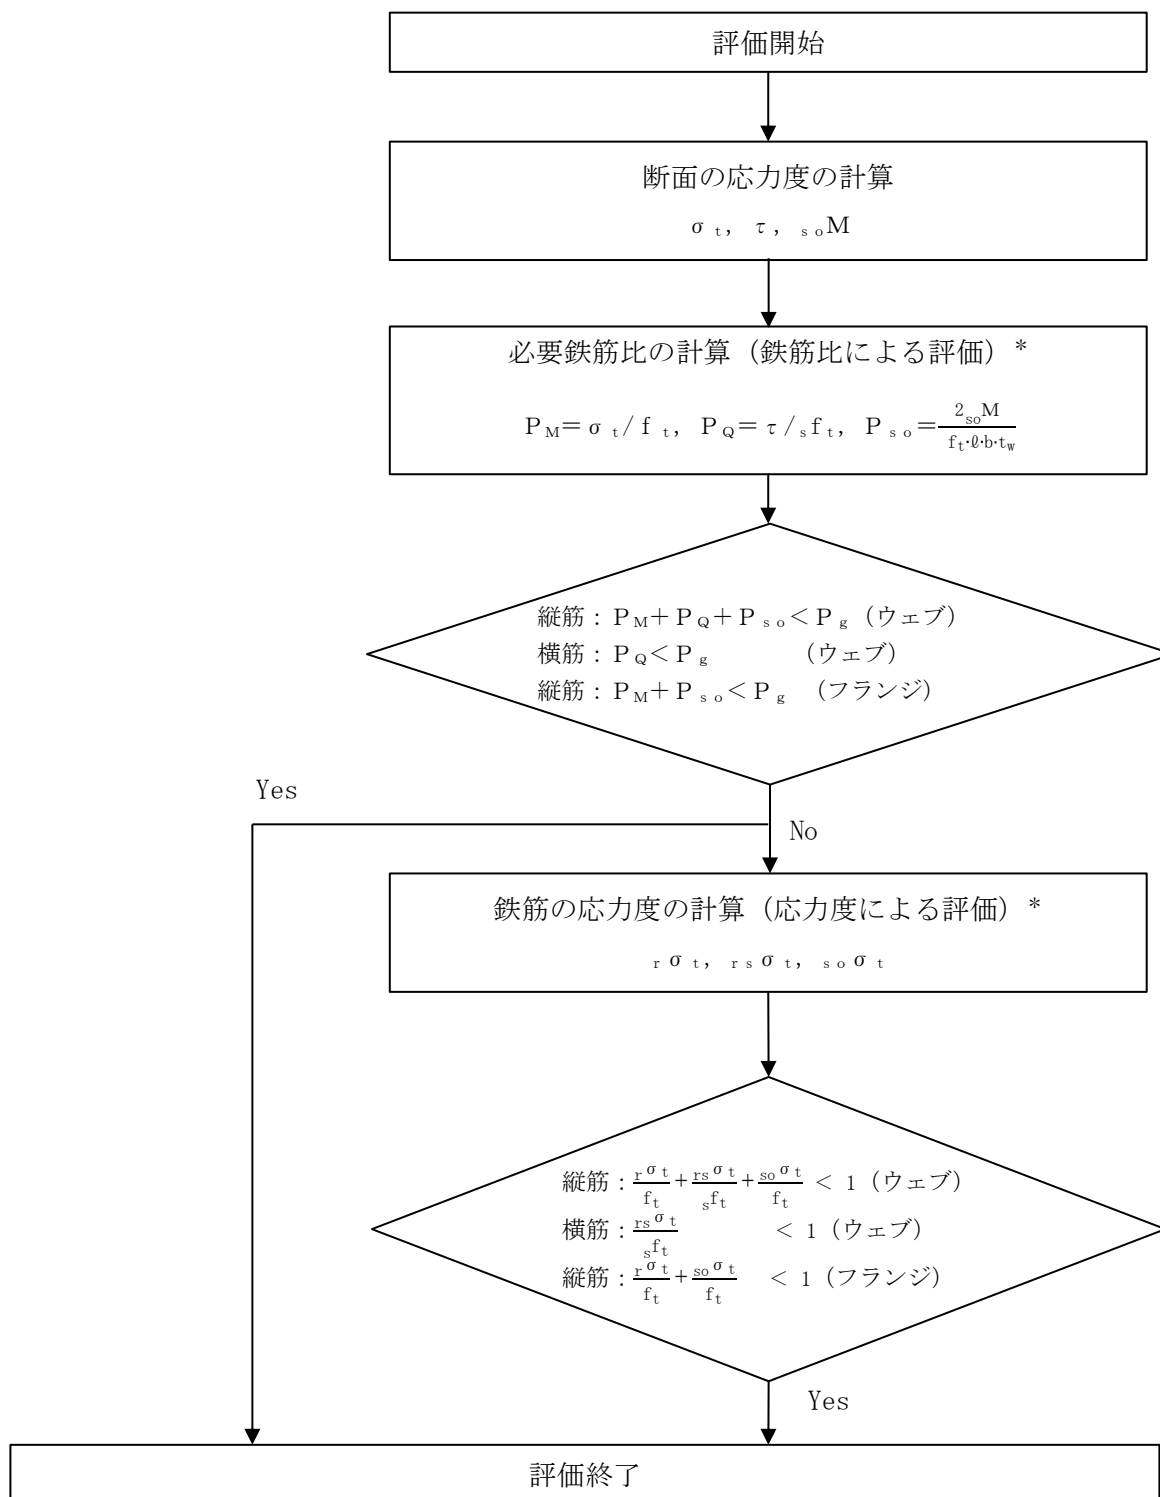 評価開始
断面の応力度の計算
σt, τ, soM
必要鉄筋比の計算（鉄筋比による評価）*
PM＝σt/ft, PQ＝τ/sft, Pso＝2soM/ft·ℓ·b·tw
縦筋：PM＋PQ＋Pso＜Pg（ウェブ）
横筋：PQ＜Pg（ウェブ）
縦筋：PM＋Pso＜Pg（フランジ）
Yes
No
鉄筋の応力度の計算（応力度による評価）*
rσt, rsσt, soσt
縦筋：rσt/ft+rsσt/sft+soσt/ft < 1（ウェブ）
横筋：rsσt/sft < 1（ウェブ）
縦筋：rσt/ft+soσt/ft < 1（フランジ）
Yes
評価終了